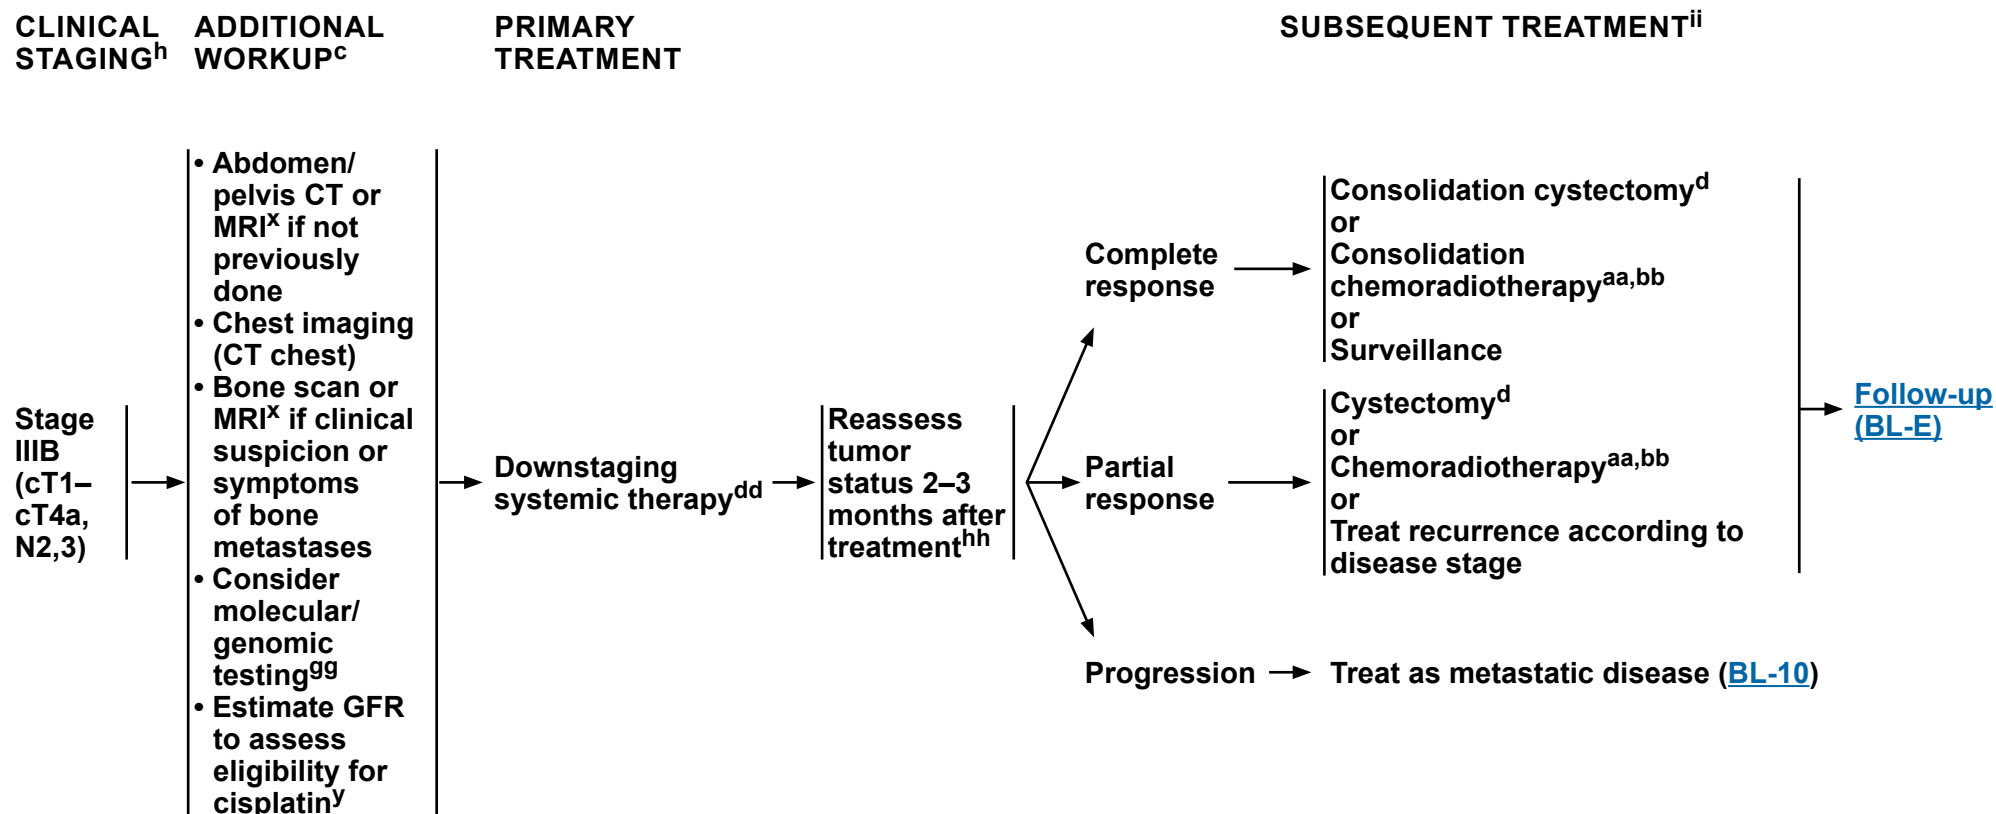 CLINICAL
STAGINGh
ADDITIONAL
WORKUPc
PRIMARY
TREATMENT
SUBSEQUENT TREATMENTii
Stage
IIIB
(cT1–
cT4a,
N2,3)
• Abdomen/
pelvis CT or
MRIx if not
previously
done
• Chest imaging
(CT chest)
• Bone scan or
MRIx if clinical
suspicion or
symptoms
of bone
metastases
• Consider
molecular/
genomic
testinggg
• Estimate GFR
to assess
eligibility for
cisplatiny
Downstaging
systemic therapydd
Reassess
tumor
status 2–3
months after
treatmenthh
Complete
response
Consolidation cystectomyd
or
Consolidation
chemoradiotherapyaa,bb
or
Surveillance
Partial
response
Cystectomyd
or
Chemoradiotherapyaa,bb
or
Treat recurrence according to
disease stage
Progression
Treat as metastatic disease (BL-10)
Follow-up
(BL-E)